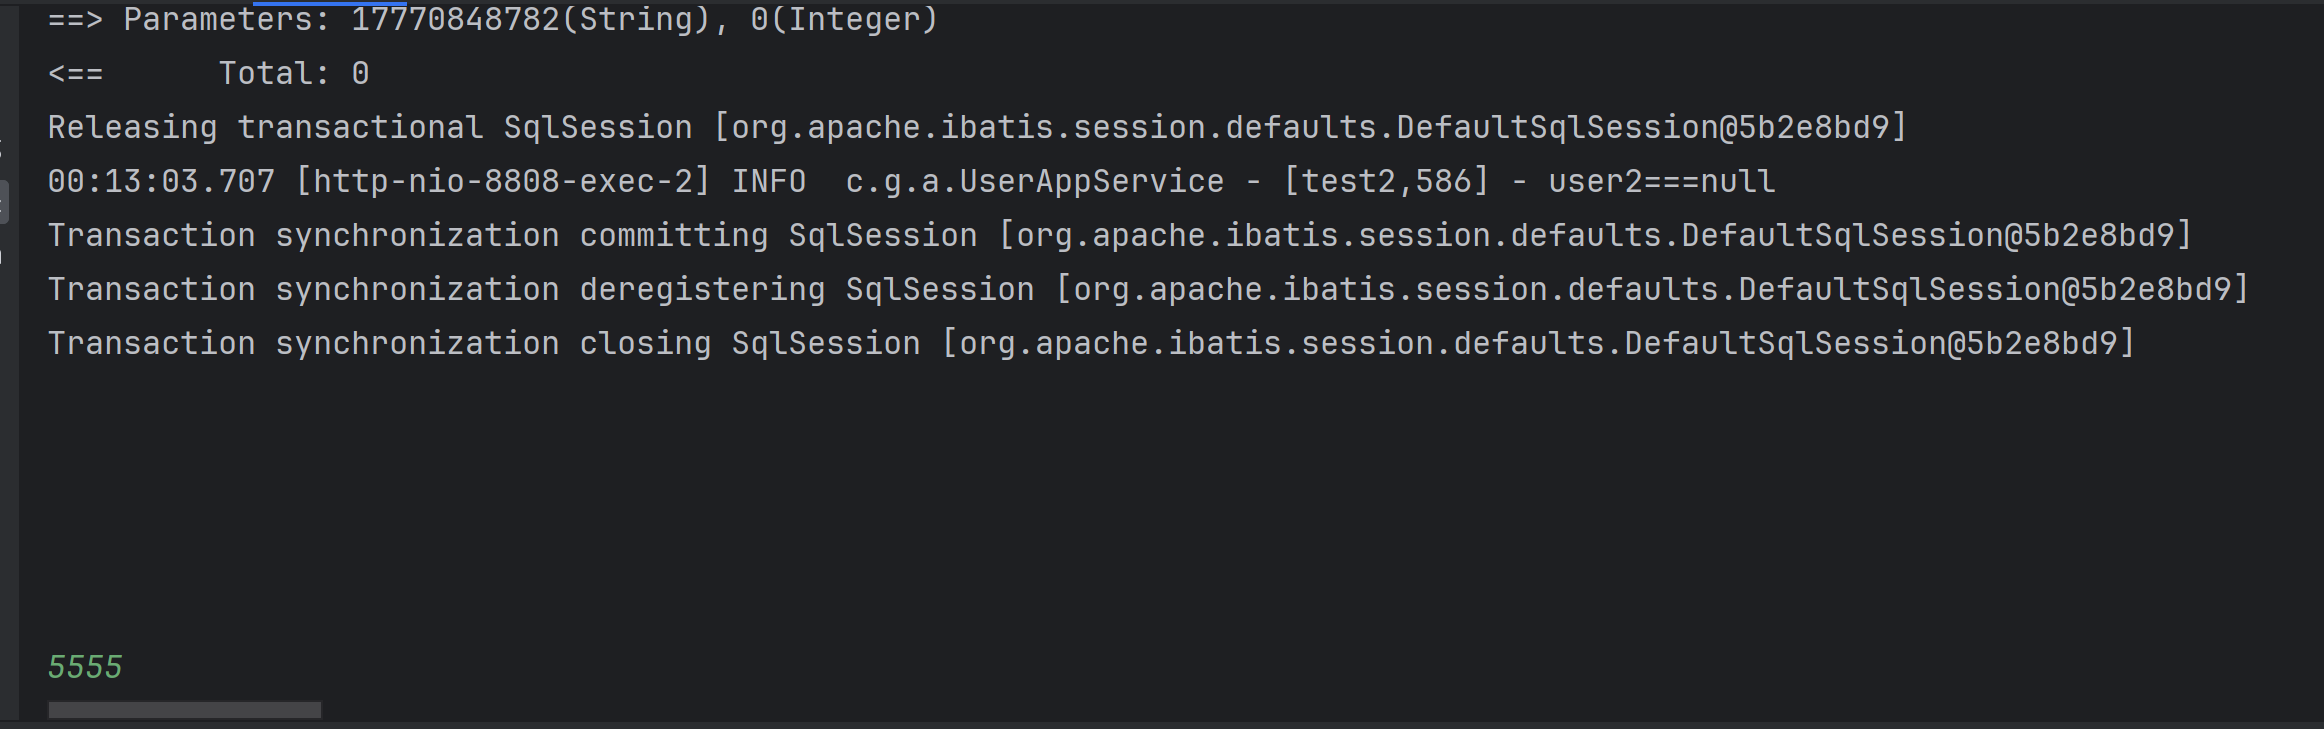 ==> Parameters: 17770848782(String), 0(Integer)
<==      Total: 0
Releasing transactional SqlSession [org.apache.ibatis.session.defaults.DefaultSqlSession@5b2e8bd9]
00:13:03.707 [http-nio-8808-exec-2] INFO  c.g.a.UserAppService - [test2,586] - user2===null
Transaction synchronization committing SqlSession [org.apache.ibatis.session.defaults.DefaultSqlSession@5b2e8bd9]
Transaction synchronization deregistering SqlSession [org.apache.ibatis.session.defaults.DefaultSqlSession@5b2e8bd9]
Transaction synchronization closing SqlSession [org.apache.ibatis.session.defaults.DefaultSqlSession@5b2e8bd9]
5555